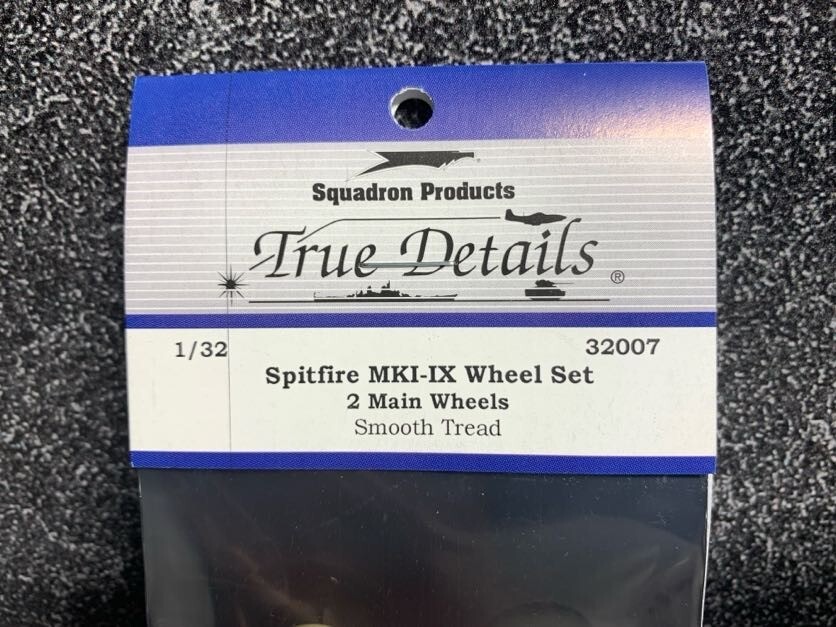 Squadron Products
True Details ®
1/32 32007
Spitfire MKI-IX Wheel Set
2 Main Wheels
Smooth Tread